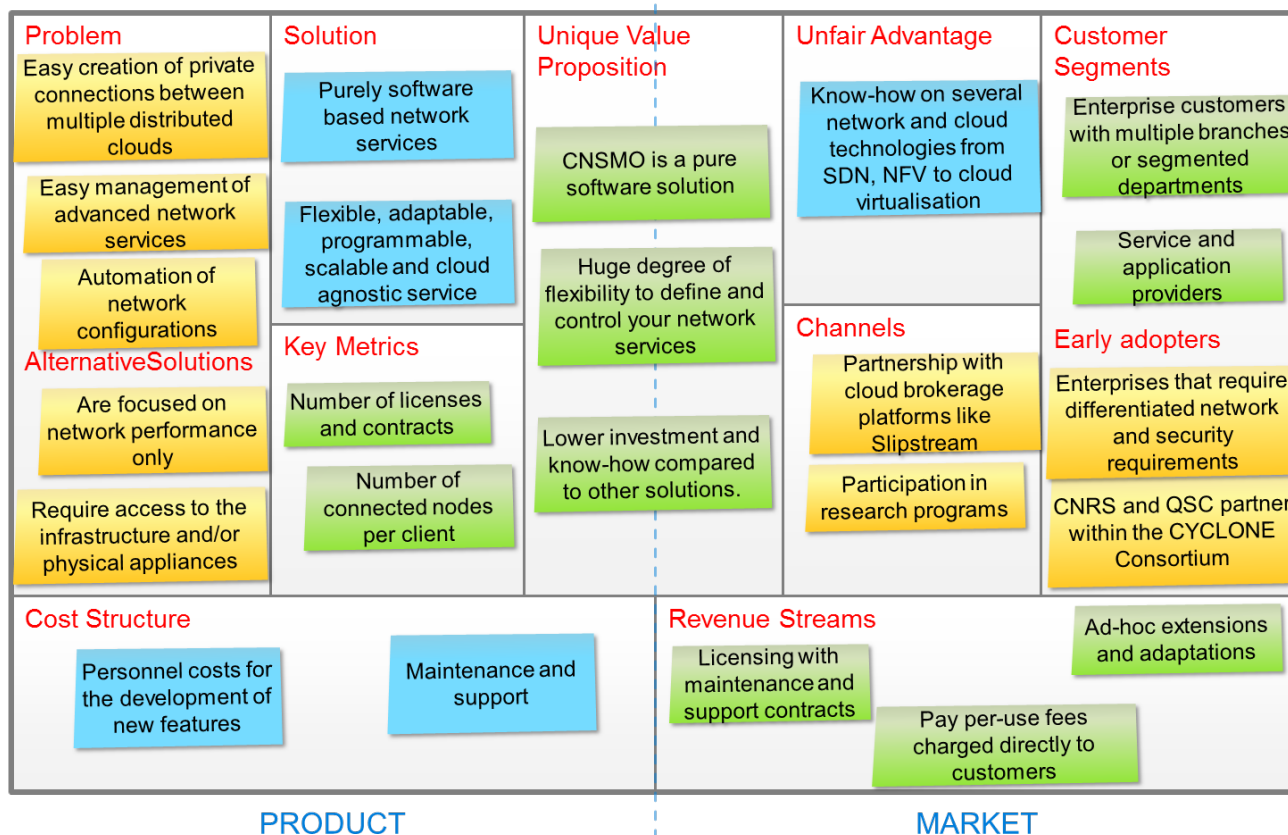 Problem
Easy creation of private
connections between
multiple distributed
clouds
Easy management of
advanced network
services
Automation of
network
configurations
AlternativeSolutions
Are focused on
network performance
only
Require access to the
infrastructure and/or
physical appliances
Solution
Purely software
based network
services
Flexible, adaptable,
programmable,
scalable and cloud
agnostic service
Key Metrics
Number of licenses
and contracts
Number of
connected nodes
per client
Unique Value
Proposition
CNSMO is a pure
software solution
Huge degree of
flexibility to define and
control your network
services
Lower investment and
know-how compared
to other solutions.
Unfair Advantage
Know-how on several
network and cloud
technologies from
SDN, NFV to cloud
virtualisation
Channels
Partnership with
cloud brokerage
platforms like
Slipstream
Participation in
research programs
Customer
Segments
Enterprise customers
with multiple branches
or segmented
departments
Service and
application
providers
Early adopters
Enterprises that require
differentiated network
and security
requirements
CNRS and QSC partner
within the CYCLONE
Consortium
Cost Structure
Personnel costs for
the development of
new features
Maintenance and
support
Revenue Streams
Licensing with
maintenance and
support contracts
Pay per-use fees
charged directly to
customers
Ad-hoc extensions
and adaptations
PRODUCT
MARKET